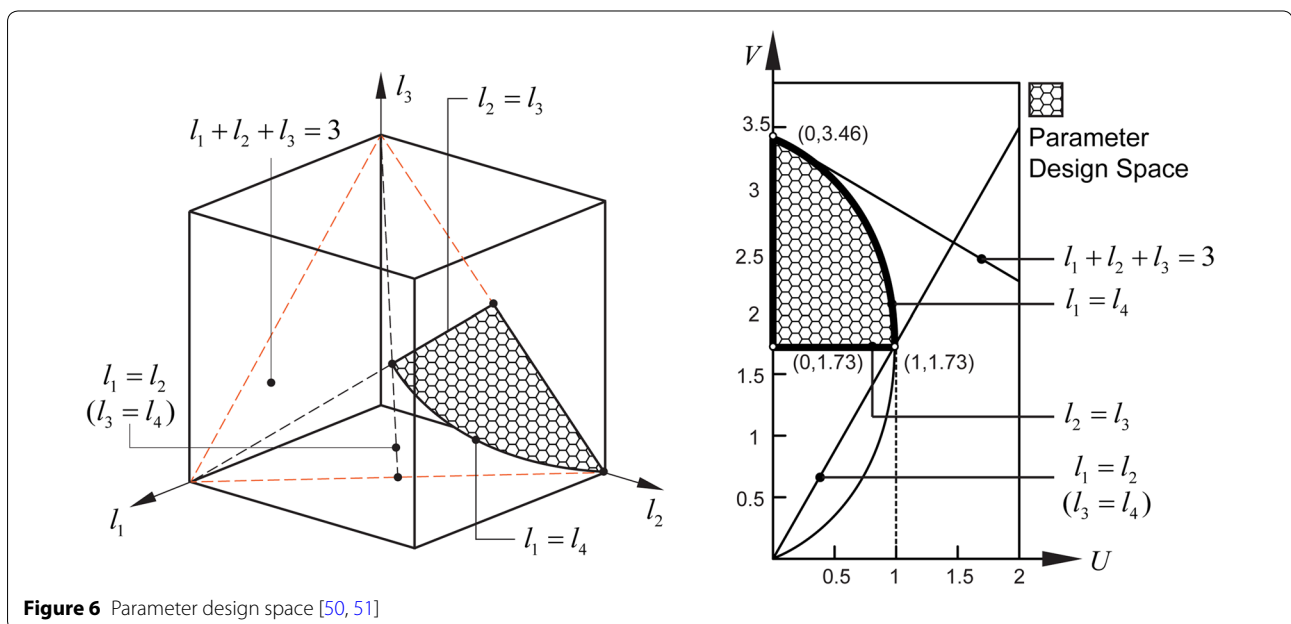 l₃
l₂ = l₃
l₁ + l₂ + l₃ = 3
l₁ = l₂
(l₃ = l₄)
l₁
l₂
l₁ = l₄
V
3.5
(0,3.46)
Parameter
Design Space
3
2.5
l₁ + l₂ + l₃ = 3
l₁ = l₄
2
(0,1.73)
(1,1.73)
1.5
l₂ = l₃
1
l₁ = l₂
(l₃ = l₄)
0.5
U
0.5
1
1.5
2
Figure 6 Parameter design space [50, 51]